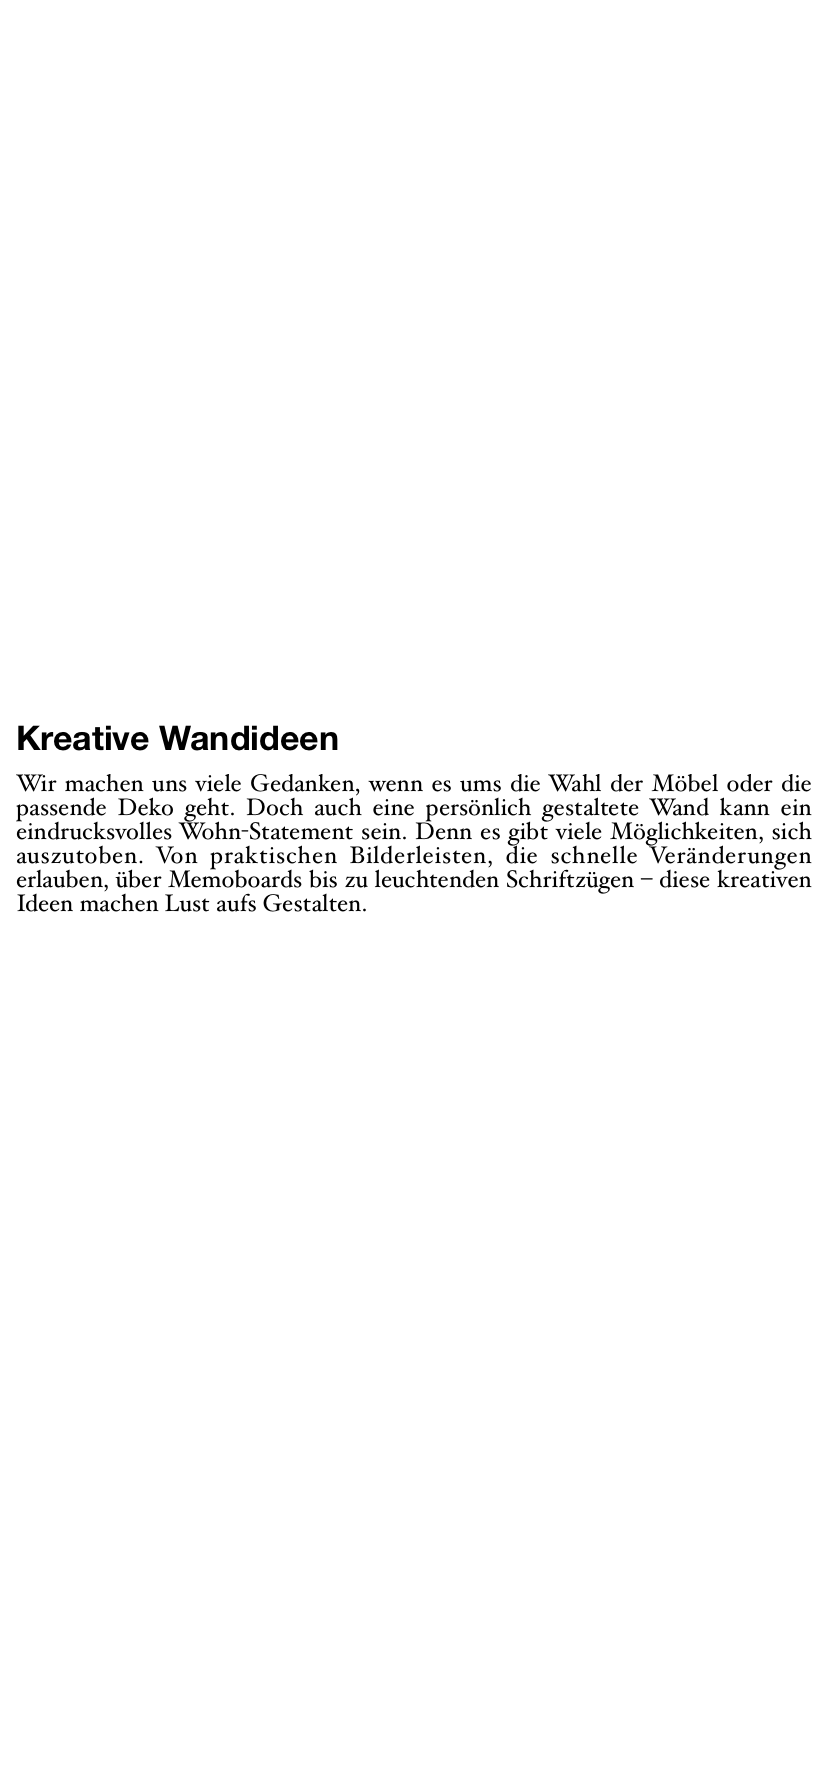 Kreative Wandideen
Wir machen uns viele Gedanken, wenn es ums die Wahl der Möbel oder die
passende Deko geht. Doch auch eine persönlich gestaltete Wand kann ein
eindrucksvolles Wohn-Statement sein. Denn es gibt viele Möglichkeiten, sich
auszutoben. Von praktischen Bilderleisten, die schnelle Veränderungen
erlauben, über Memoboards bis zu leuchtenden Schriftzügen – diese kreativen
Ideen machen Lust aufs Gestalten.